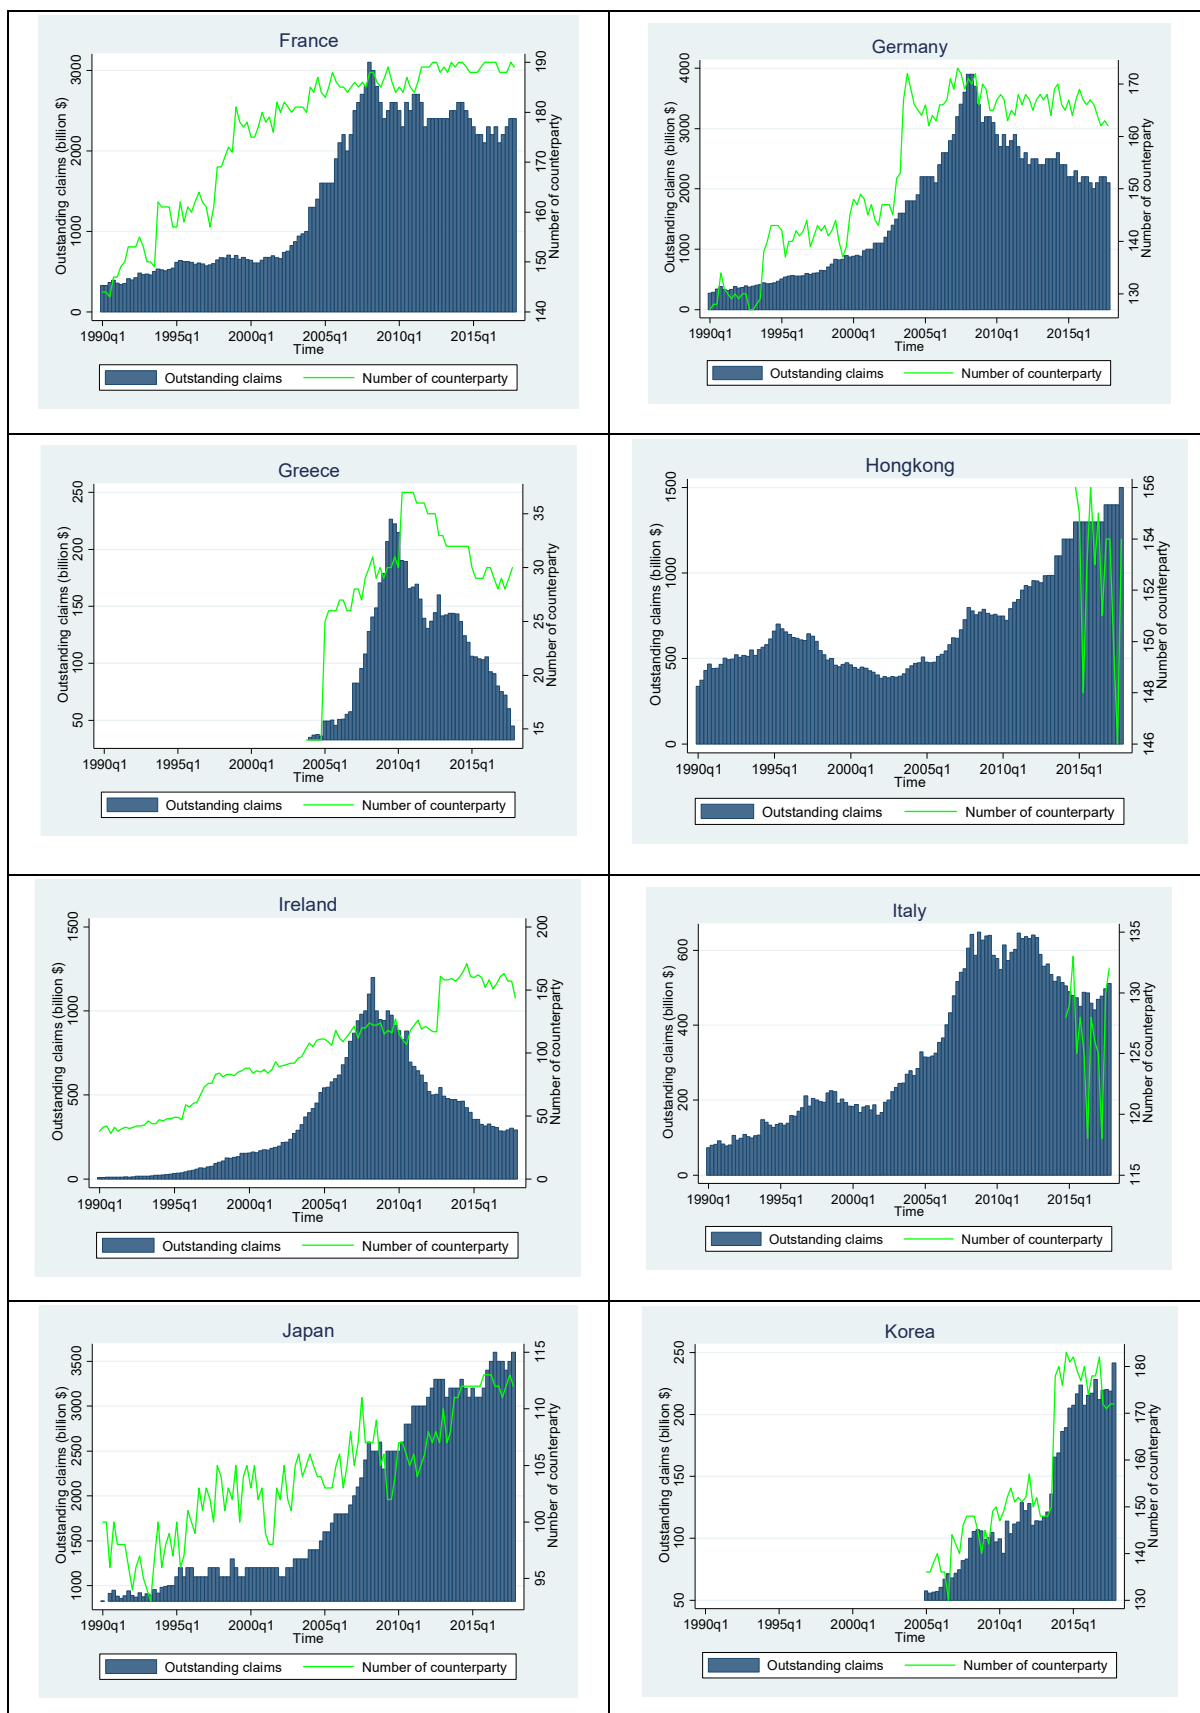 France
Outstanding claims (billion $)
0 1000 2000 3000
Number of counterparty
140 150 160 170 180 190
1990q1 1995q1 2000q1 2005q1 2010q1 2015q1
Time
Outstanding claims Number of counterparty
Germany
Outstanding claims (billion $)
0 1000 2000 3000 4000
Number of counterparty
130 140 150 160 170
1990q1 1995q1 2000q1 2005q1 2010q1 2015q1
Time
Outstanding claims Number of counterparty
Greece
Outstanding claims (billion $)
50 100 150 200 250
Number of counterparty
15 20 25 30 35
1990q1 1995q1 2000q1 2005q1 2010q1 2015q1
Time
Outstanding claims Number of counterparty
Hongkong
Outstanding claims (billion $)
0 500 1000 1500
Number of counterparty
146 148 150 152 154 156
1990q1 1995q1 2000q1 2005q1 2010q1 2015q1
Time
Outstanding claims Number of counterparty
Ireland
Outstanding claims (billion $)
0 500 1000 1500
Number of counterparty
0 50 100 150 200
1990q1 1995q1 2000q1 2005q1 2010q1 2015q1
Time
Outstanding claims Number of counterparty
Italy
Outstanding claims (billion $)
0 200 400 600
Number of counterparty
115 120 125 130 135
1990q1 1995q1 2000q1 2005q1 2010q1 2015q1
Time
Outstanding claims Number of counterparty
Japan
Outstanding claims (billion $)
1000 1500 2000 2500 3000 3500
Number of counterparty
95 100 105 110 115
1990q1 1995q1 2000q1 2005q1 2010q1 2015q1
Time
Outstanding claims Number of counterparty
Korea
Outstanding claims (billion $)
50 100 150 200 250
Number of counterparty
130 140 150 160 170 180
1990q1 1995q1 2000q1 2005q1 2010q1 2015q1
Time
Outstanding claims Number of counterparty